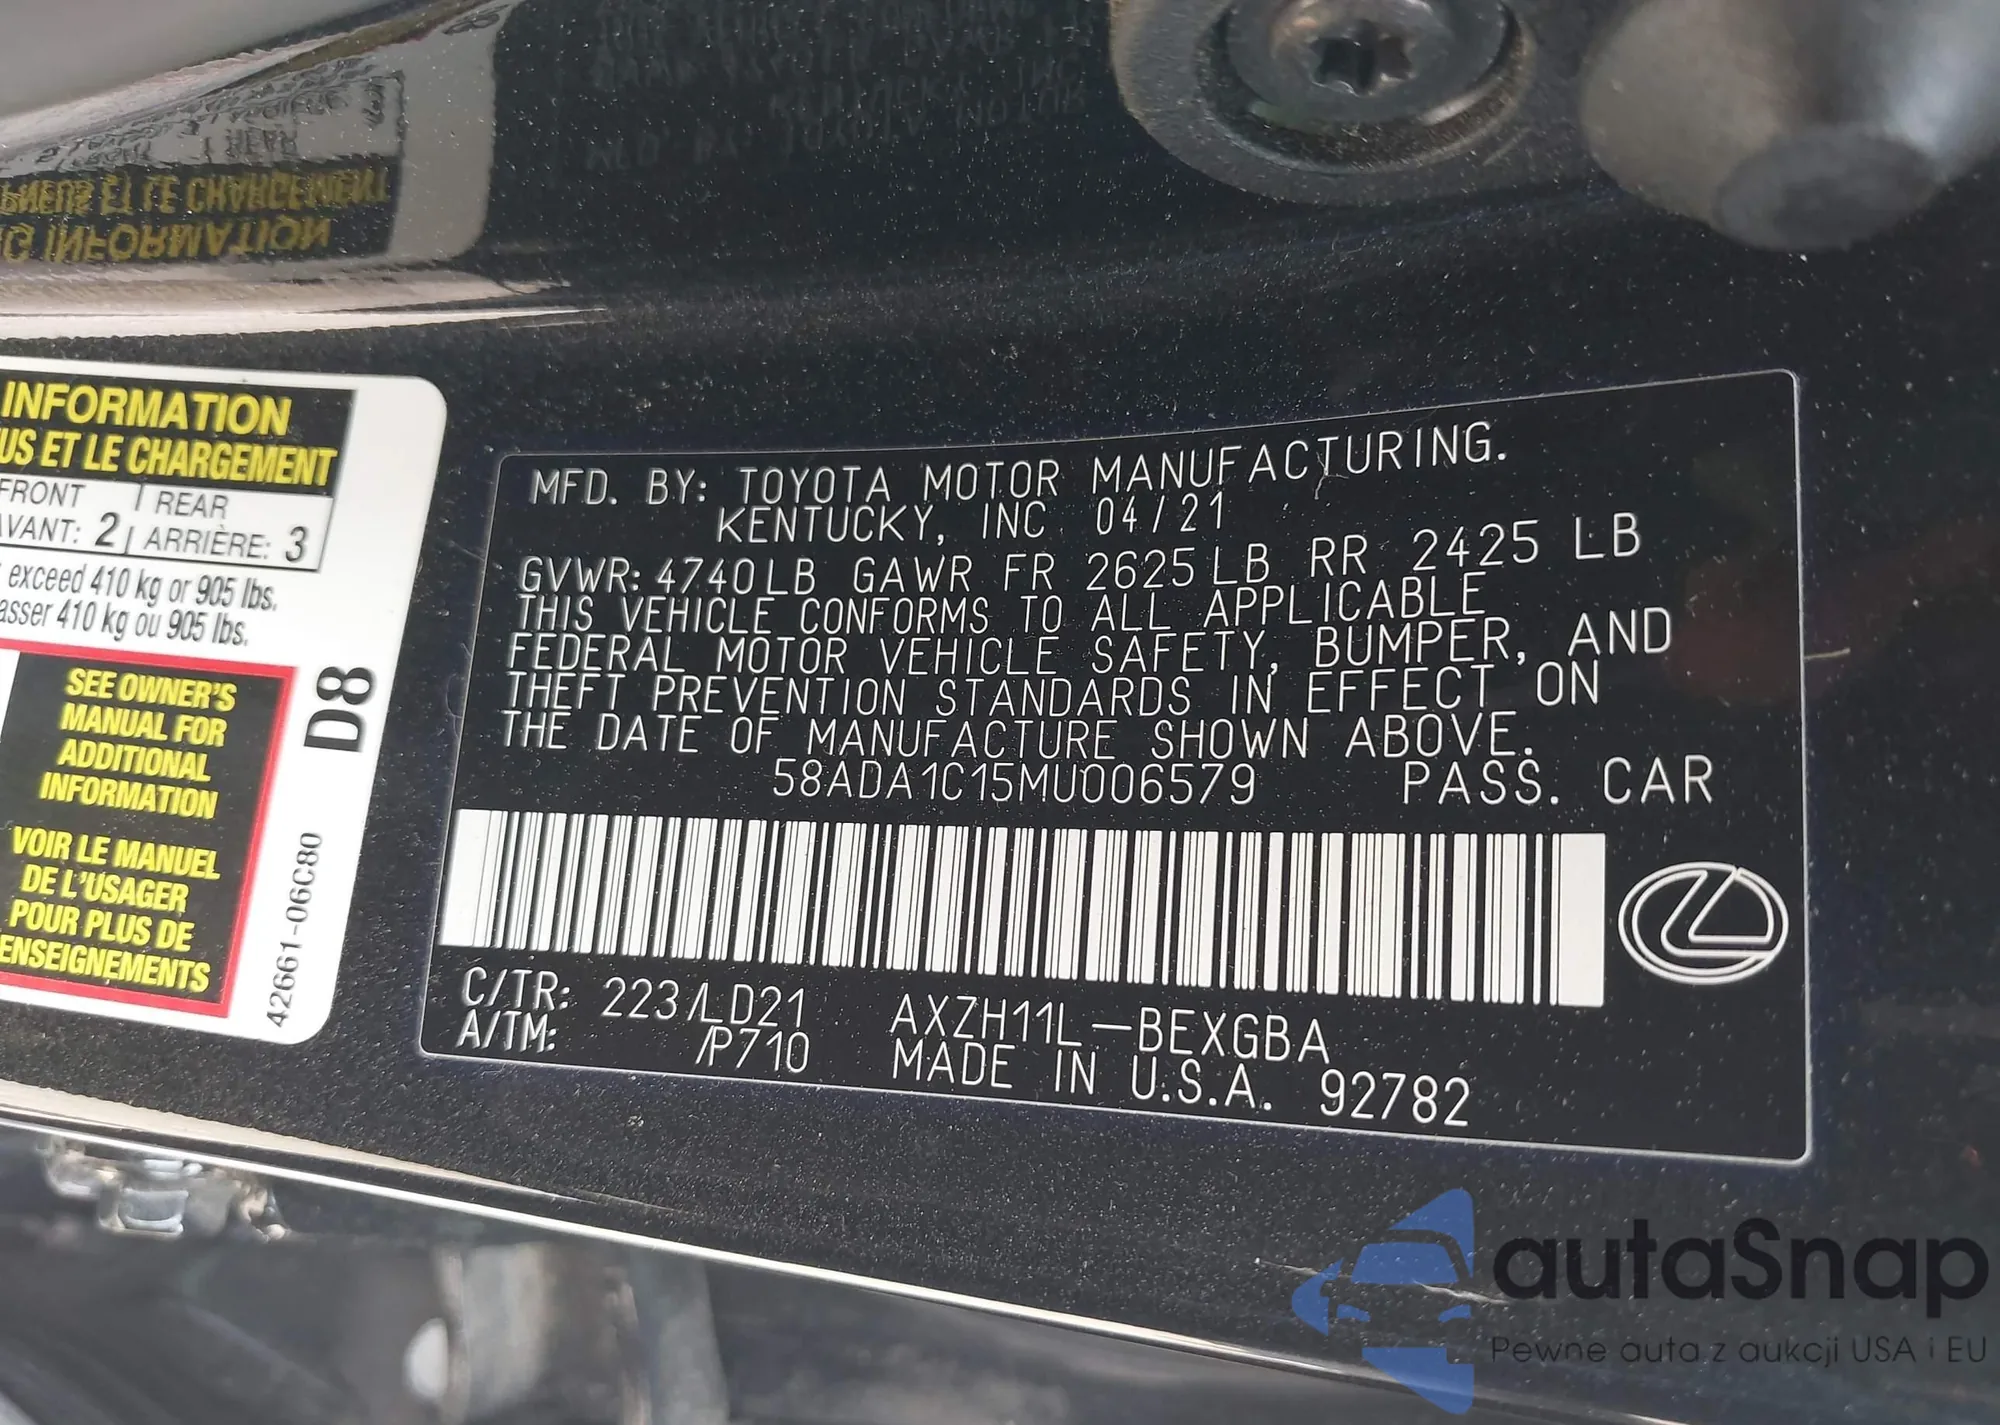 INFORMATION
US ET LE CHARGEMENT
FRONT REAR
AVANT: 2 ARRIÈRE: 3
exceed 410 kg or 905 lbs.
asser 410 kg ou 905 lbs.
SEE OWNER'S
MANUAL FOR
ADDITIONAL
INFORMATION
VOIR LE MANUEL
DE L'USAGER
POUR PLUS DE
ENSEIGNEMENTS
D8
42661-06C80
MFD. BY: TOYOTA MOTOR MANUFACTURING.
KENTUCKY, INC 04/21
GVWR: 4740LB GAWR FR 2625LB RR 2425 LB
THIS VEHICLE CONFORMS TO ALL APPLICABLE
FEDERAL MOTOR VEHICLE SAFETY, BUMPER, AND
THEFT PREVENTION STANDARDS IN EFFECT ON
THE DATE OF MANUFACTURE SHOWN ABOVE.
58ADA1C15MU006579 PASS. CAR
C/TR: 223/LD21 AXZH11L-BEXGBA
A/TM: /P710 MADE IN U.S.A. 92782
autaSnap
Pewne auta z aukcji USA i EU